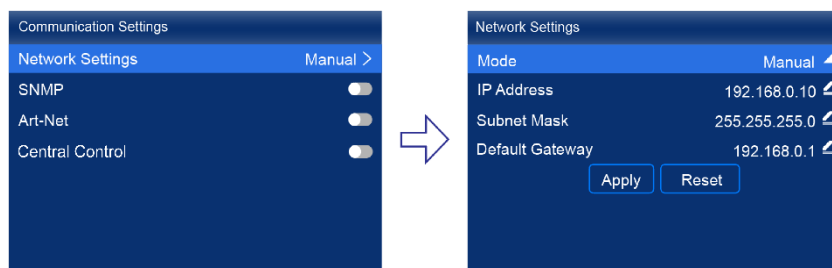 Communication Settings
Network Settings Manual >
SNMP
Art-Net
Central Control
Network Settings
Mode Manual
IP Address 192.168.0.10
Subnet Mask 255.255.255.0
Default Gateway 192.168.0.1
Apply Reset